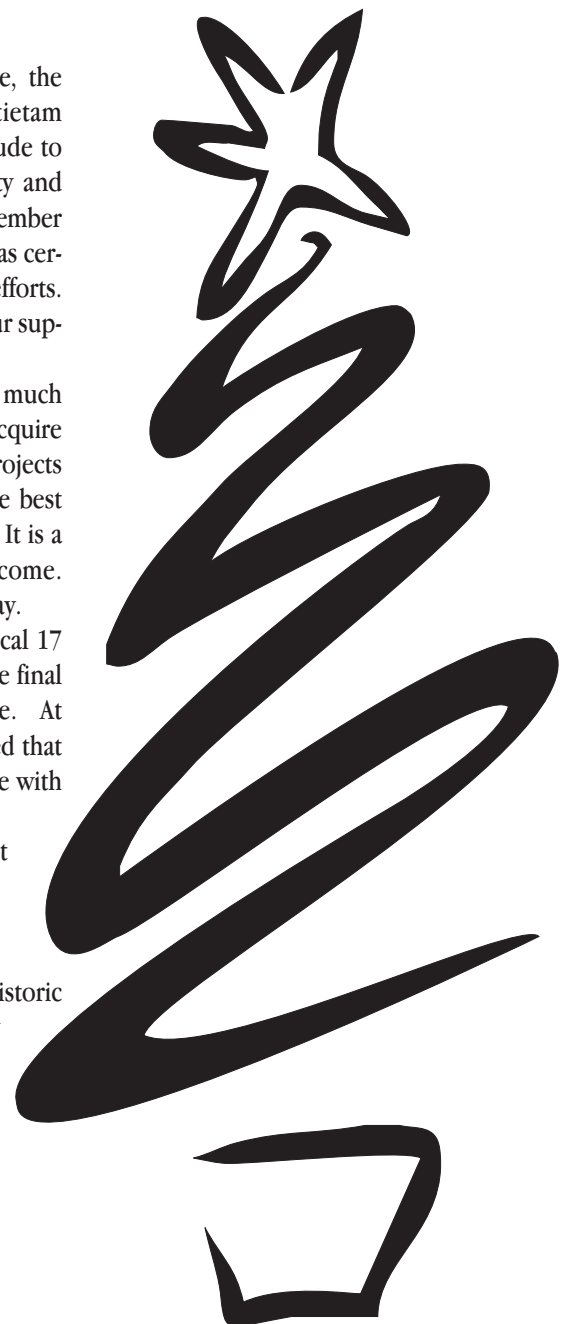 e, the
tietam
ude to
ty and
ember
as cer-
efforts.
ur sup-
much
cquire
rojects
e best
It is a
come.
ay.
cal 17
e final
e. At
ed that
e with
t
istoric